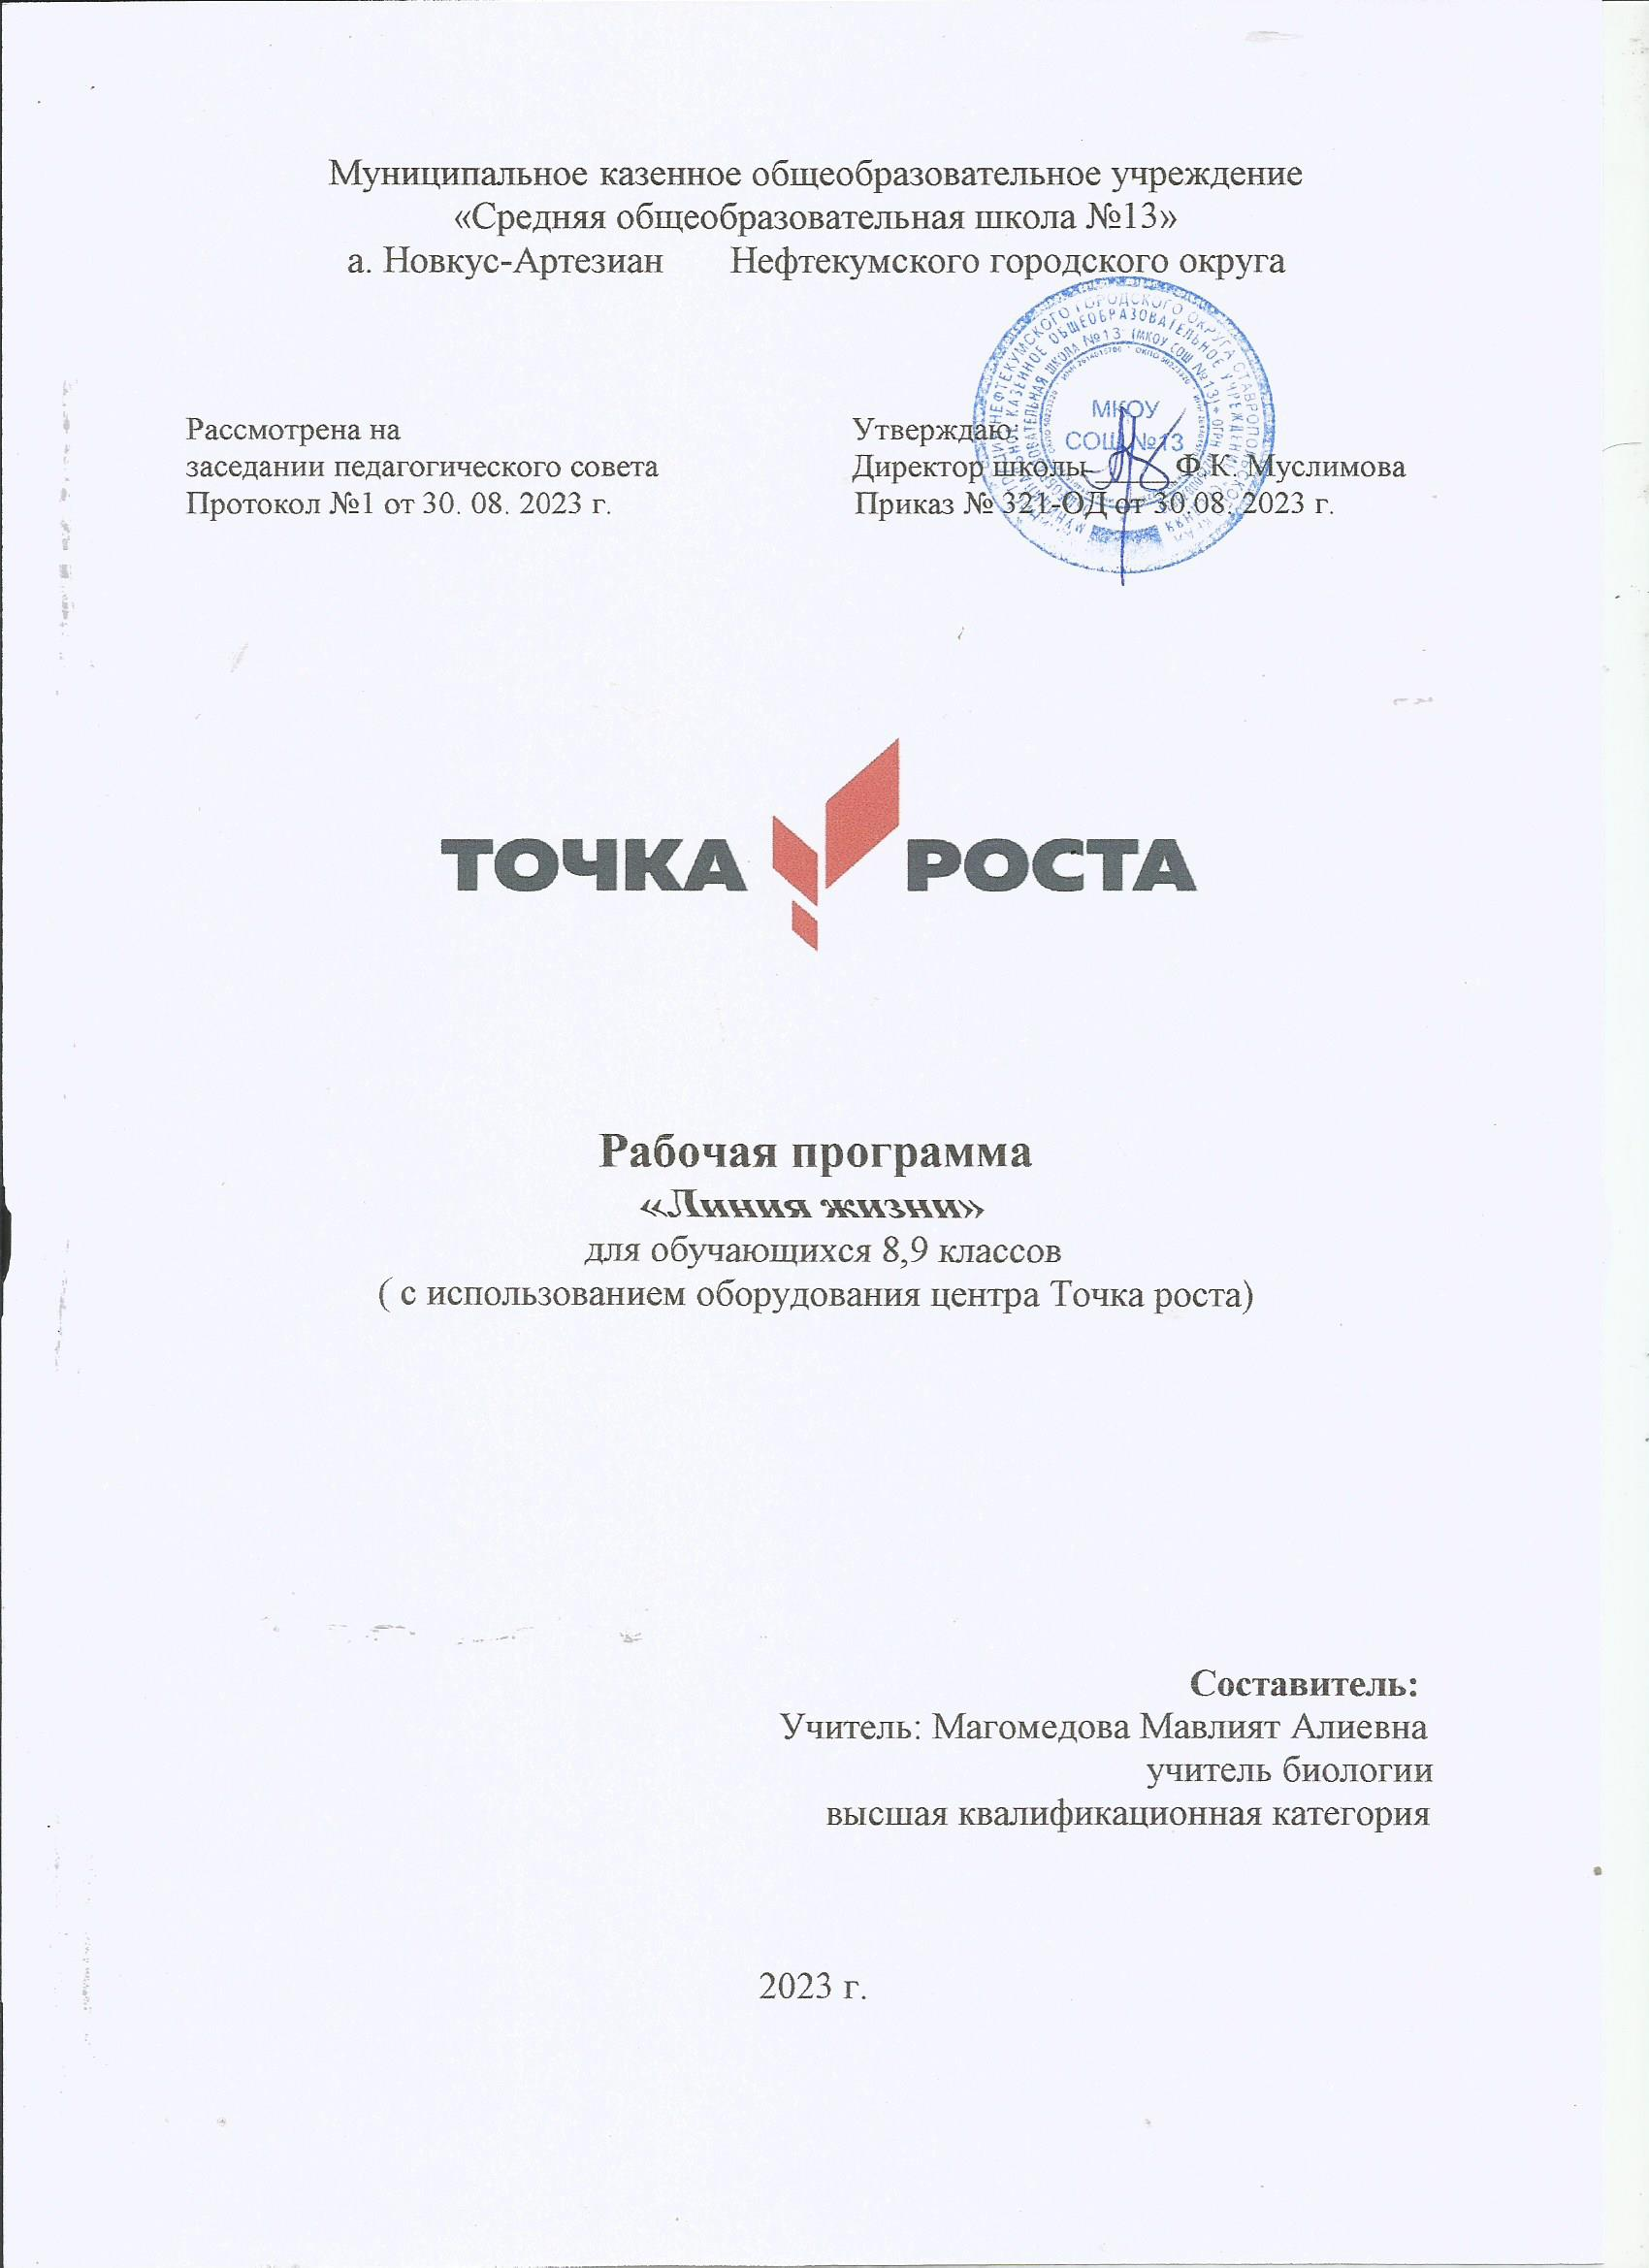 Муниципальное казенное общеобразовательное учреждение
«Средняя общеобразовательная школа №13»
а. Новкус-Артезиан Нефтекумского городского округа
Рассмотрена на
заседании педагогического совета
Протокол №1 от 30. 08. 2023 г.
Утверждаю:
Директор школы ____ Ф.К. Муслимова
Приказ № 321-ОД от 30.08. 2023 г.
МКОУ
СОШ №13
ТОЧКА РОСТА
Рабочая программа
«Линия жизни»
для обучающихся 8,9 классов
( с использованием оборудования центра Точка роста)
Составитель:
Учитель: Магомедова Мавлият Алиевна
учитель биологии
высшая квалификационная категория
2023 г.